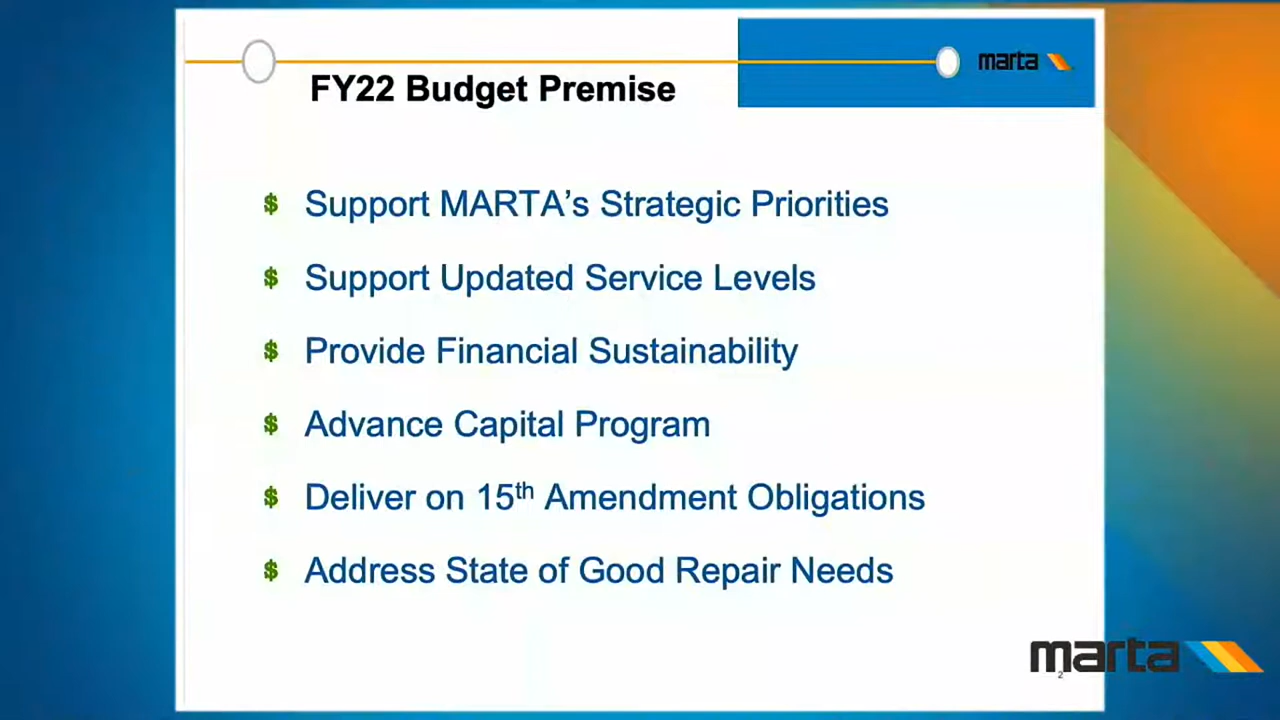 marta
FY22 Budget Premise
$ Support MARTA’s Strategic Priorities
$ Support Updated Service Levels
$ Provide Financial Sustainability
$ Advance Capital Program
$ Deliver on 15th Amendment Obligations
$ Address State of Good Repair Needs
marta
2